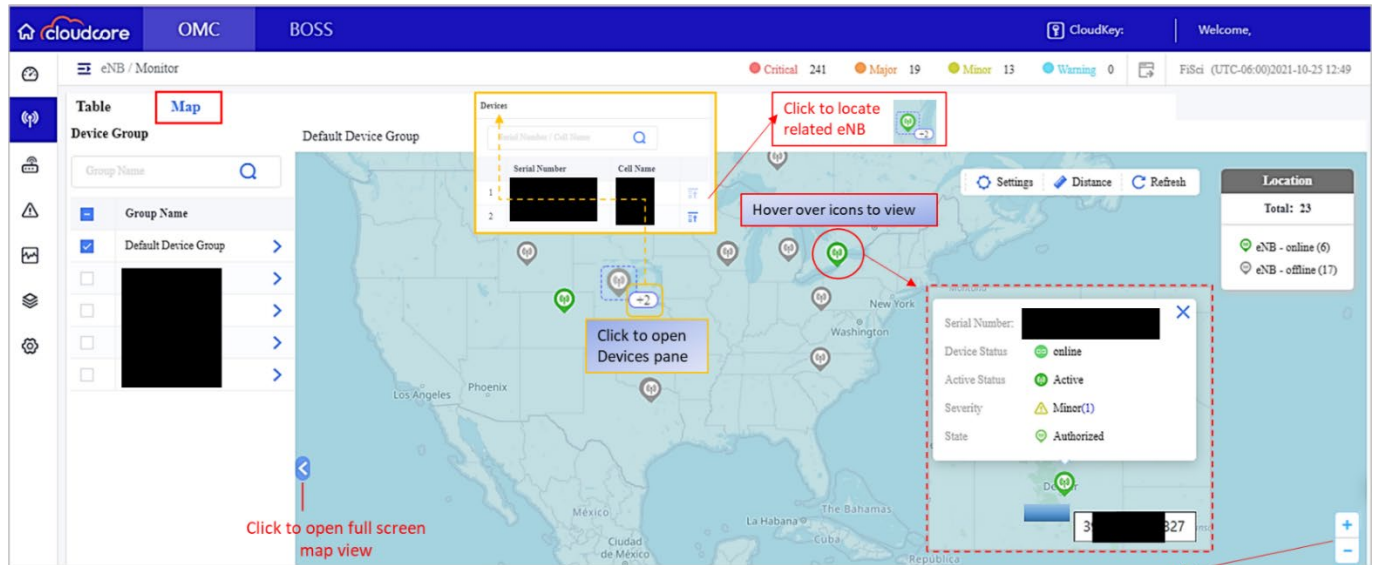 cloudcore OMC BOSS CloudKey: Welcome,
eNB / Monitor Critical 241 Major 19 Minor 13 Warning 0 FiSci (UTC-06:00)2021-10-25 12:49
Table Map
Device Group
Group Name
Group Name
Default Device Group
Default Device Group
Devices
Serial Number / Cell Name
Serial Number Cell Name
1
2
Click to locate
related eNB
+2
Settings Distance Refresh
Location
Total: 23
eNB - online (6)
eNB - offline (17)
Hover over icons to view
+2
Click to open
Devices pane
New York
Washington
Phoenix
Los Angeles
Montana
Serial Number:
Device Status online
Active Status Active
Severity Minor(1)
State Authorized
327
Click to open full screen
map view
México
Ciudad
de México
La Habana
Cuba
The Bahamas
República
+
-